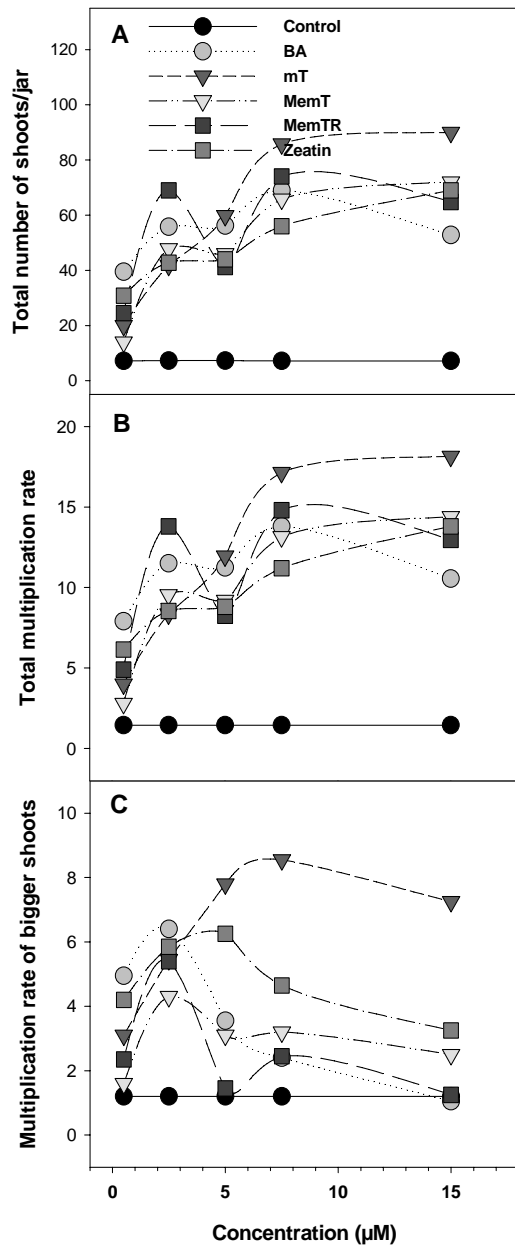 A
Control
BA
mT
MemT
MemTR
Zeatin
Total number of shoots/jar
140
120
100
80
60
40
20
0
B
Total multiplication rate
20
15
10
5
0
C
Multiplication rate of bigger shoots
10
8
6
4
2
0
0 5 10 15
Concentration (µM)